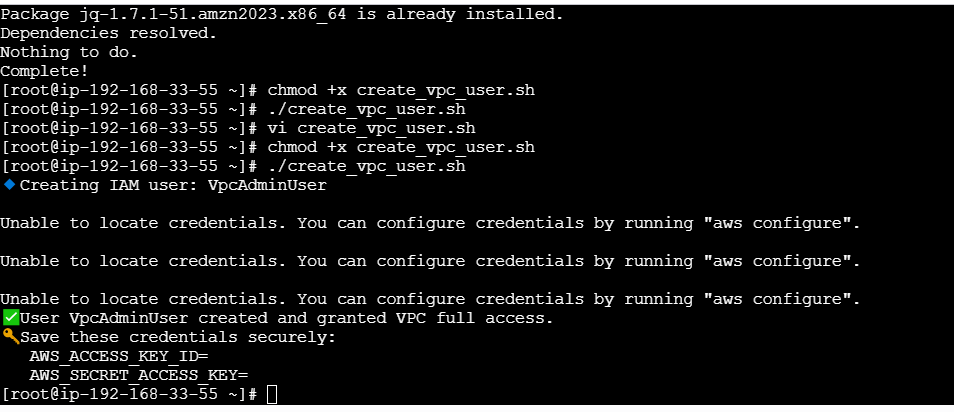 Package jq-1.7.1-51.amzn2023.x86_64 is already installed.
Dependencies resolved.
Nothing to do.
Complete!
[root@ip-192-168-33-55 ~]# chmod +x create_vpc_user.sh
[root@ip-192-168-33-55 ~]# ./create_vpc_user.sh
[root@ip-192-168-33-55 ~]# vi create_vpc_user.sh
[root@ip-192-168-33-55 ~]# chmod +x create_vpc_user.sh
[root@ip-192-168-33-55 ~]# ./create_vpc_user.sh
🔹Creating IAM user: VpcAdminUser
Unable to locate credentials. You can configure credentials by running "aws configure".
Unable to locate credentials. You can configure credentials by running "aws configure".
Unable to locate credentials. You can configure credentials by running "aws configure".
✅User VpcAdminUser created and granted VPC full access.
🔑Save these credentials securely:
AWS_ACCESS_KEY_ID=
AWS_SECRET_ACCESS_KEY=
[root@ip-192-168-33-55 ~]#